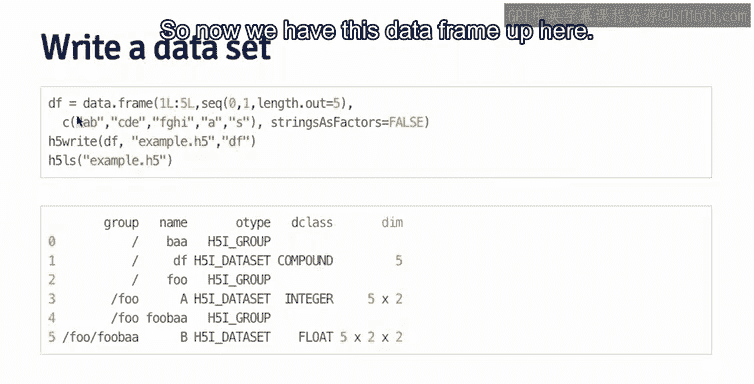 So now we have this data frame up here.
Write a data set
df = data.frame(1L:5L,seq(0,1,length.out=5),
c("ab","cde","fghi","a","s"), stringsAsFactors=FALSE)
h5write(df, "example.h5","df")
h5ls("example.h5")
group name otype dclass dim
0 / baa H5I_GROUP
1 / df H5I_DATASET COMPOUND 5
2 / foo H5I_GROUP
3 /foo A H5I_DATASET INTEGER 5 x 2
4 /foo foobaa H5I_GROUP
5 /foo/foobaa B H5I_DATASET FLOAT 5 x 2 x 2